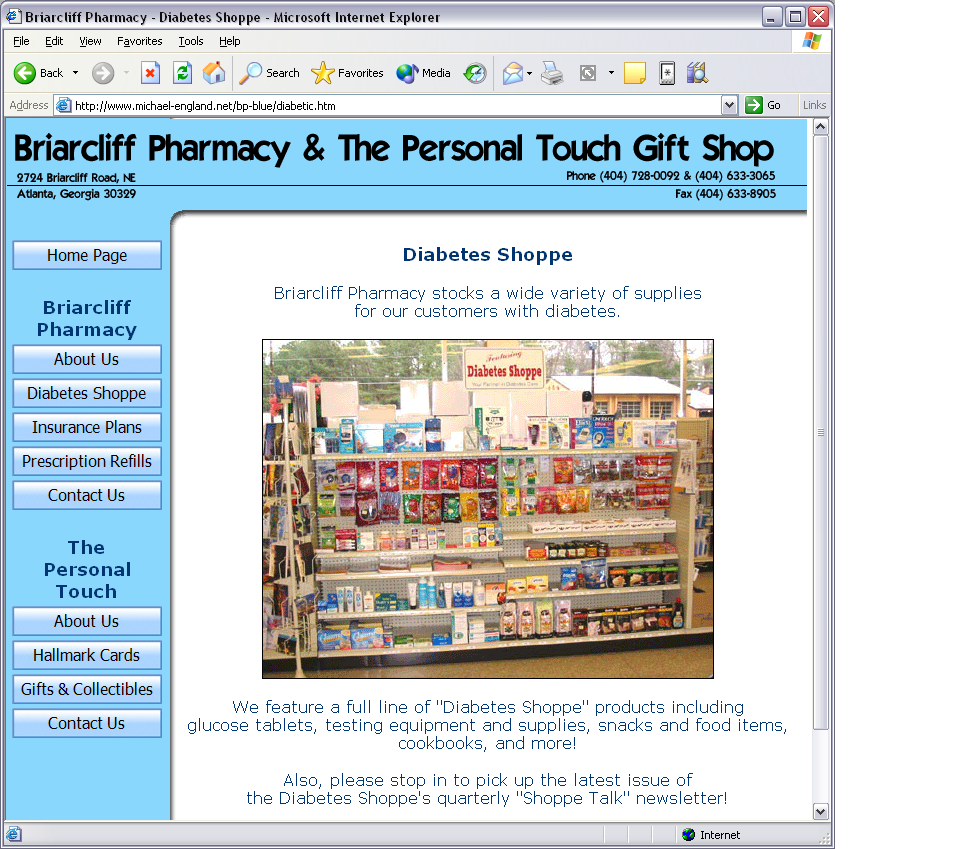 Briarcliff Pharmacy - Diabetes Shoppe - Microsoft Internet Explorer
File Edit View Favorites Tools Help
Back Search Favorites Media
Address http://www.michael-england.net/bp-blue/diabetic.htm Go Links
Briarcliff Pharmacy & The Personal Touch Gift Shop
2724 Briarcliff Road, NE
Phone (404) 728-0092 & (404) 633-3065
Atlanta, Georgia 30329
Fax (404) 633-8905
Home Page
Briarcliff
Pharmacy
About Us
Diabetes Shoppe
Insurance Plans
Prescription Refills
Contact Us
The
Personal
Touch
About Us
Hallmark Cards
Gifts & Collectibles
Contact Us
Diabetes Shoppe
Briarcliff Pharmacy stocks a wide variety of supplies
for our customers with diabetes.
Featuring
Diabetes Shoppe
Your Partner in Diabetes Care
We feature a full line of "Diabetes Shoppe" products including
glucose tablets, testing equipment and supplies, snacks and food items,
cookbooks, and more!
Also, please stop in to pick up the latest issue of
the Diabetes Shoppe's quarterly "Shoppe Talk" newsletter!
Internet